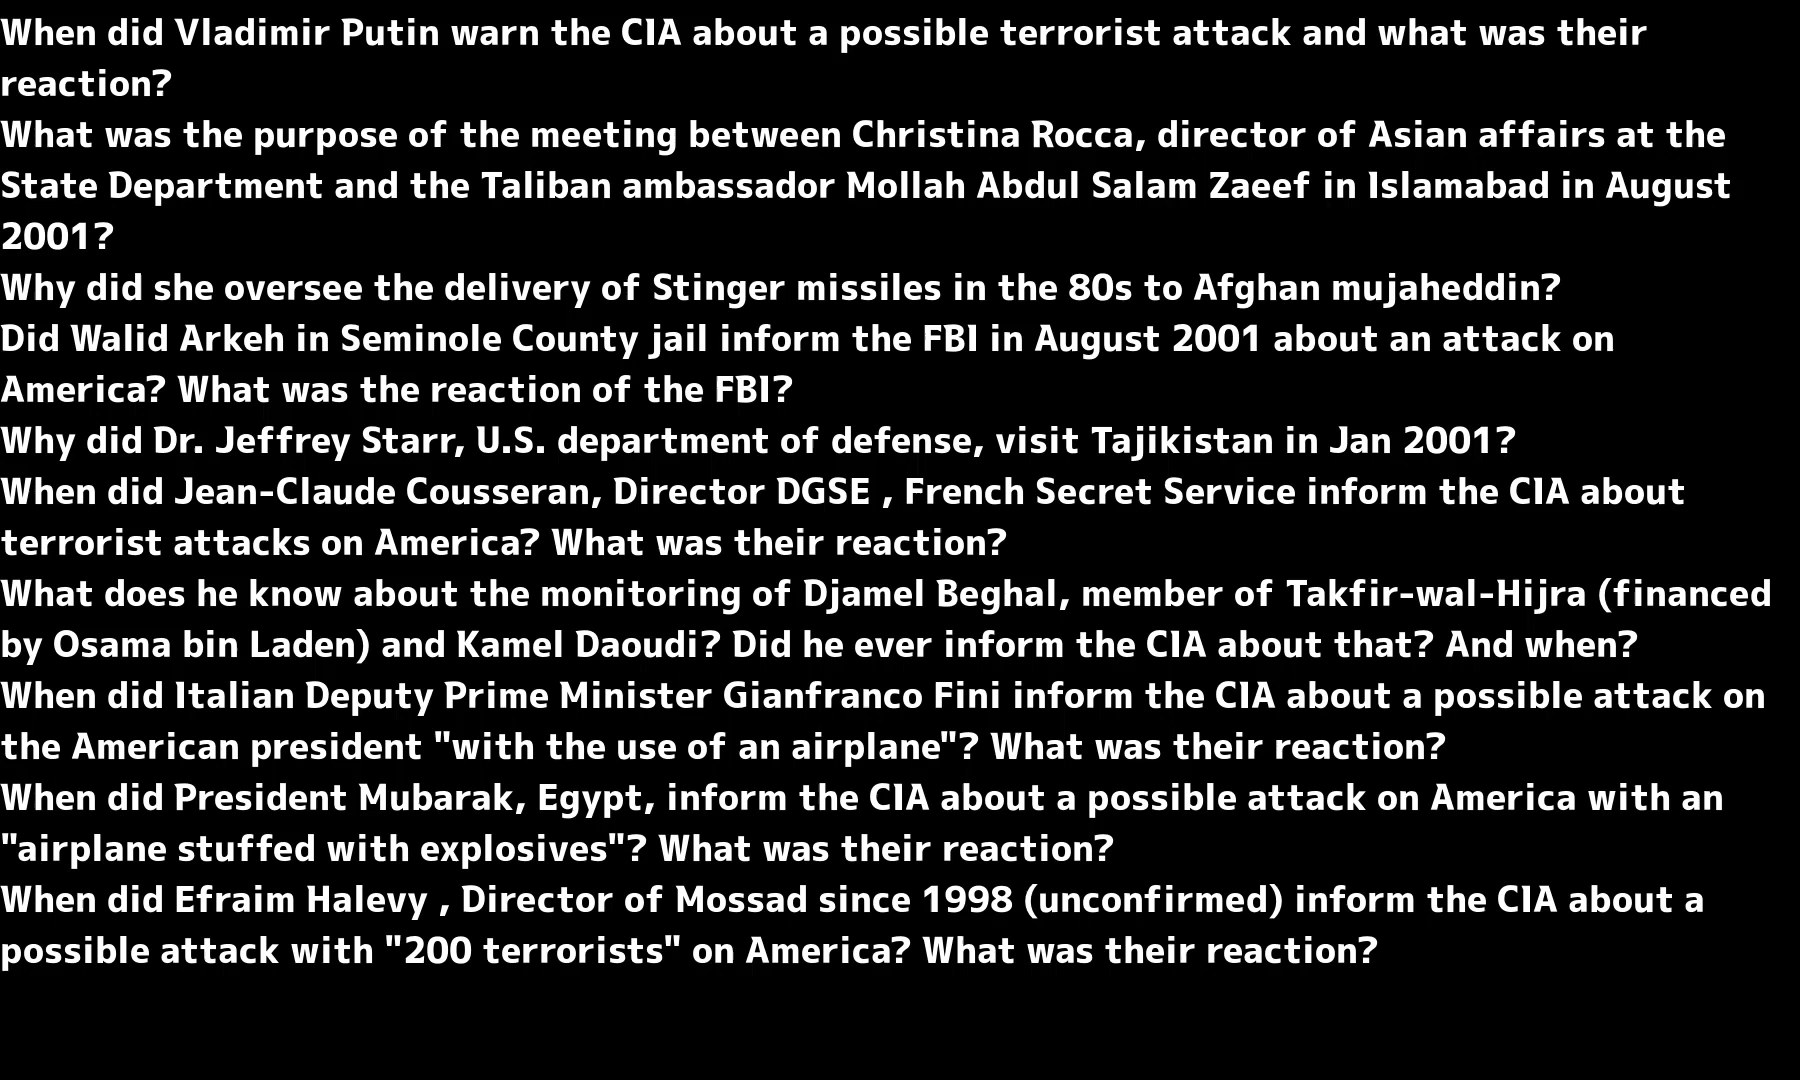 When did Vladimir Putin warn the CIA about a possible terrorist attack and what was their
reaction?
What was the purpose of the meeting between Christina Rocca, director of Asian affairs at the
State Department and the Taliban ambassador Mollah Abdul Salam Zaeef in Islamabad in August
2001?
Why did she oversee the delivery of Stinger missiles in the 80s to Afghan mujaheddin?
Did Walid Arkeh in Seminole County jail inform the FBI in August 2001 about an attack on
America? What was the reaction of the FBI?
Why did Dr. Jeffrey Starr, U.S. department of defense, visit Tajikistan in Jan 2001?
When did Jean-Claude Cousseran, Director DGSE , French Secret Service inform the CIA about
terrorist attacks on America? What was their reaction?
What does he know about the monitoring of Djamel Beghal, member of Takfir-wal-Hijra (financed
by Osama bin Laden) and Kamel Daoudi? Did he ever inform the CIA about that? And when?
When did Italian Deputy Prime Minister Gianfranco Fini inform the CIA about a possible attack on
the American president "with the use of an airplane"? What was their reaction?
When did President Mubarak, Egypt, inform the CIA about a possible attack on America with an
"airplane stuffed with explosives"? What was their reaction?
When did Efraim Halevy , Director of Mossad since 1998 (unconfirmed) inform the CIA about a
possible attack with "200 terrorists" on America? What was their reaction?